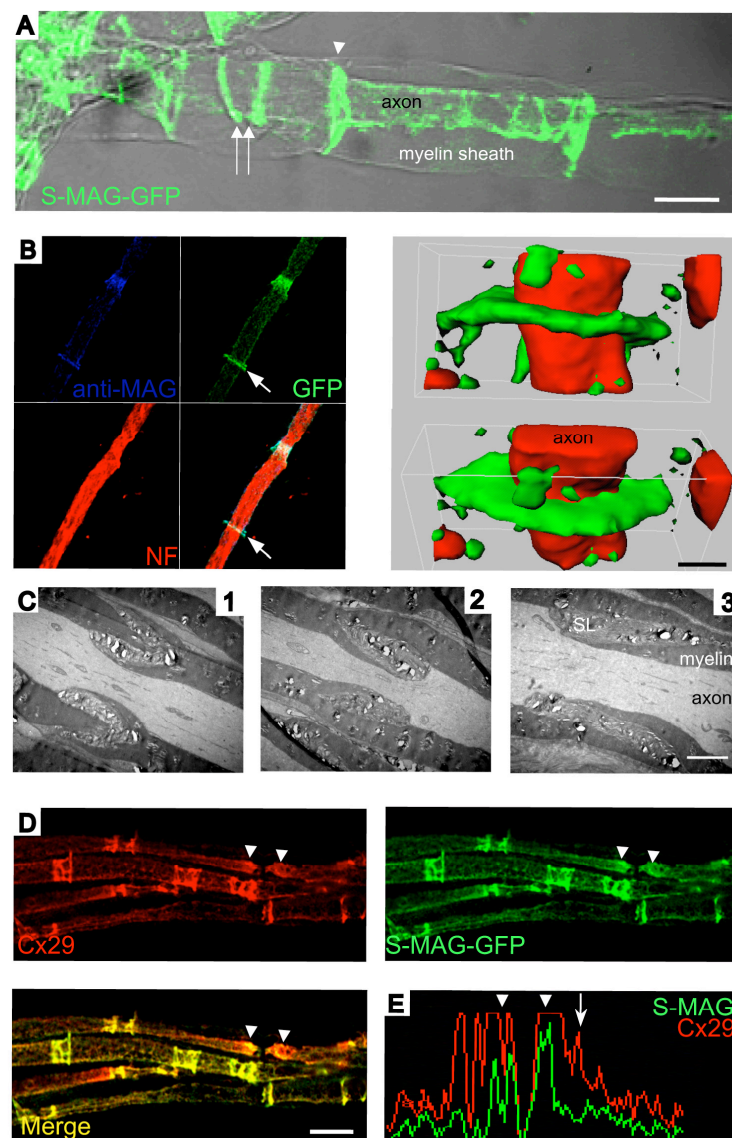 A
axon
myelin sheath
S-MAG-GFP
B
anti-MAG
GFP
NF
axon
C
1
2
3
SL
myelin
axon
D
Cx29
S-MAG-GFP
Merge
E
S-MAG
Cx29